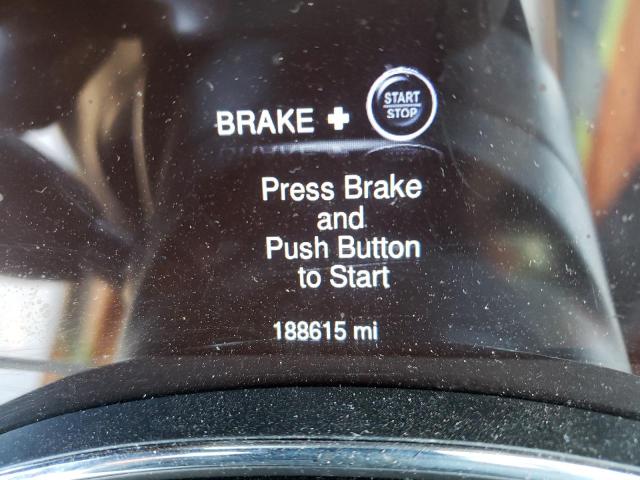 BRAKE + START STOP
Press Brake
and
Push Button
to Start
188615 mi